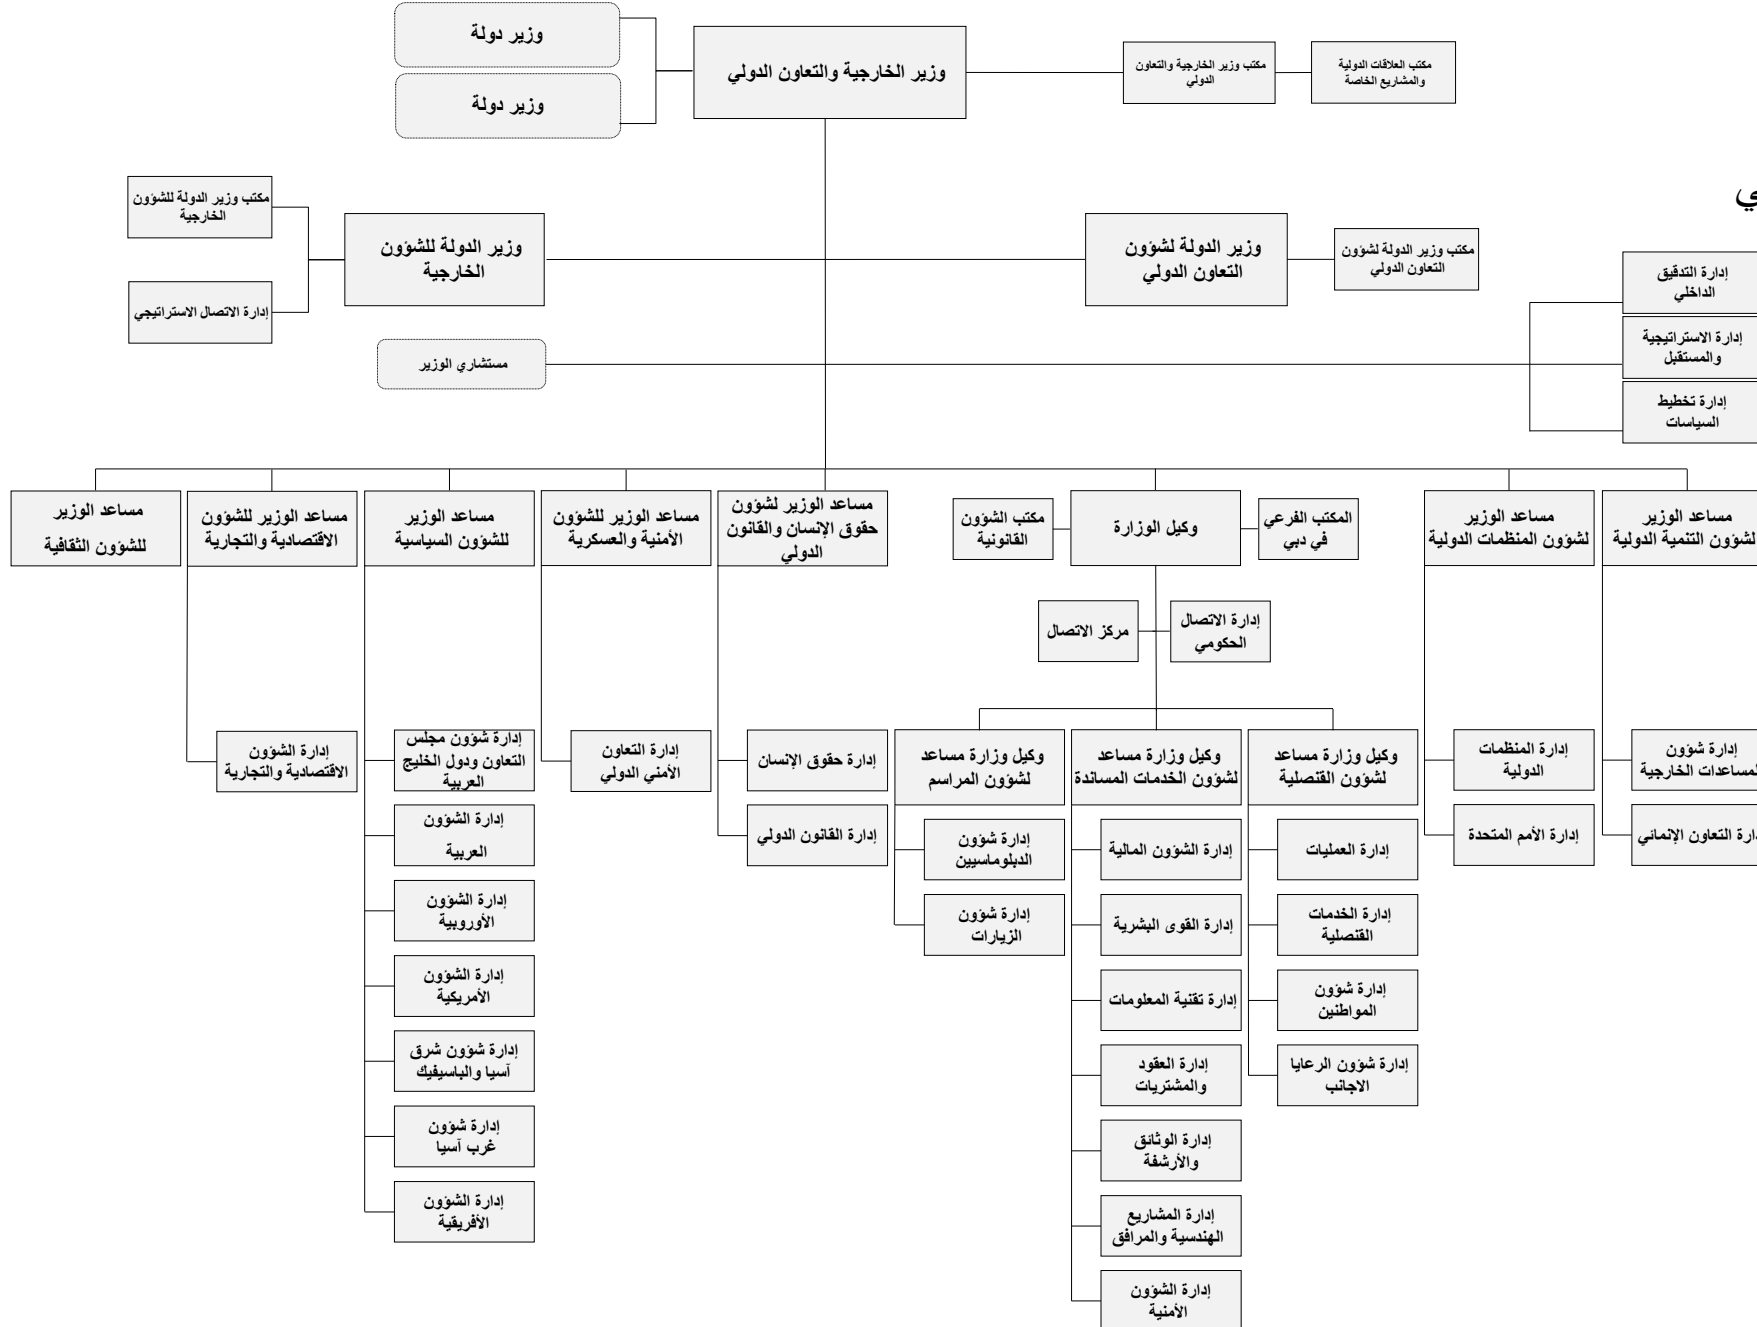 وزير دولة
وزير دولة
وزير الخارجية والتعاون الدولي
مكتب وزير الخارجية والتعاون
الدولي
مكتب العلاقات الدولية
والمشاريع الخاصة
مكتب وزير الدولة للشؤون
الخارجية
إدارة الاتصال الاستراتيجي
وزير الدولة للشؤون
الخارجية
وزير الدولة لشؤون
التعاون الدولي
مكتب وزير الدولة لشؤون
التعاون الدولي
مستشاري الوزير
إدارة التدقيق
الداخلي
إدارة الاستراتيجية
والمستقبل
إدارة تخطيط
السياسات
مساعد الوزير
لشؤون التنمية الدولية
مساعد الوزير
لشؤون المنظمات الدولية
المكتب الفرعي
في دبي
وكيل الوزارة
مكتب الشؤون
القانونية
مساعد الوزير لشؤون
حقوق الإنسان والقانون
الدولي
مساعد الوزير للشؤون
الأمنية والعسكرية
مساعد الوزير
للشؤون السياسية
مساعد الوزير للشؤون
الاقتصادية والتجارية
مساعد الوزير
للشؤون الثقافية
إدارة الاتصال
الحكومي
مركز الاتصال
إدارة شؤون
المساعدات الخارجية
التعاون الإنمائي
إدارة المنظمات
الدولية
إدارة الأمم المتحدة
وكيل وزارة مساعد
لشؤون القنصلية
إدارة العمليات
إدارة الخدمات
القنصلية
إدارة شؤون
المواطنين
إدارة شؤون الرعايا
الاجانب
وكيل وزارة مساعد
لشؤون الخدمات المساندة
إدارة الشؤون المالية
إدارة القوى البشرية
إدارة تقنية المعلومات
إدارة العقود
والمشتريات
إدارة الوثائق
والأرشفة
إدارة المشاريع
الهندسية والمرافق
إدارة الشؤون
الأمنية
وكيل وزارة مساعد
لشؤون المراسم
إدارة شؤون
الدبلوماسيين
إدارة شؤون
الزيارات
إدارة حقوق الإنسان
إدارة القانون الدولي
إدارة التعاون
الأمني الدولي
إدارة شؤون مجلس
التعاون ودول الخليج
العربية
إدارة الشؤون
العربية
إدارة الشؤون
الأوروبية
إدارة الشؤون
الأمريكية
إدارة شؤون شرق
آسيا والباسيفيك
إدارة شؤون
غرب آسيا
إدارة الشؤون
الأفريقية
إدارة الشؤون
الاقتصادية والتجارية